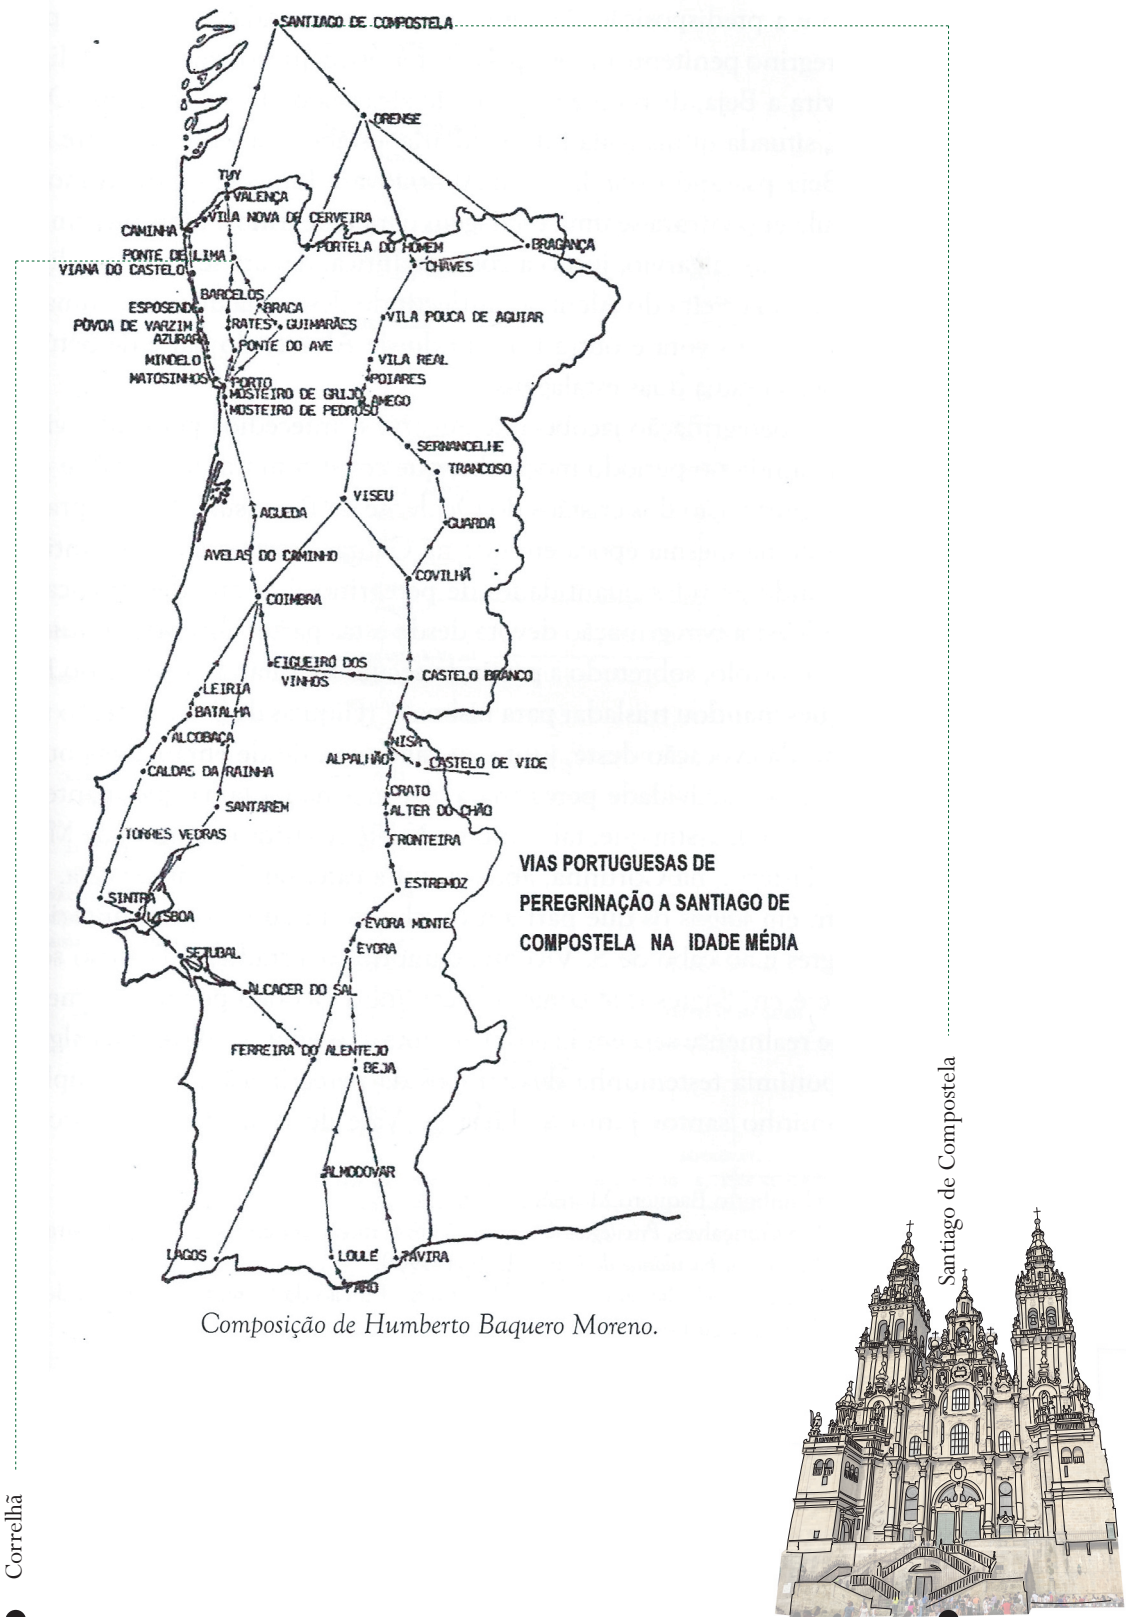 SANTIAGO DE COMPOSTELA
ORENSE
TUY
VALENÇA
VILA NOVA DE CERVEIRA
CAMINHA
PORTELA DO HOMEM
BRAGANÇA
PONTE DE LIMA
CHAVES
VIANA DO CASTELO
BARCELOS
ESPOSENDE
BRAGA
VILA POUCA DE AGUIAR
PÓVOA DE VARZIM
RATES
GUIMARÃES
AZURARA
PONTE DO AVE
MINDELO
VILA REAL
MATOSINHOS
PORTO
POIARES
MOSTEIRO DE GRIJO
LAMEGO
MOSTEIRO DE PEDROSO
SERNANCELHE
TRANCOSO
VISEU
AGUEDA
GUARDA
AVELAS DO CAMINHO
COVILHÃ
COIMBRA
FIGUEIRÓ DOS
VINHOS
CASTELO BRANCO
LEIRIA
BATALHA
ALCOBAÇA
NISA
ALPALHÃO
CASTELO DE VIDE
CALDAS DA RAINHA
CRATO
SANTARÉM
ALTER DO CHÃO
TORRES VEDRAS
FRONTEIRA
ESTREMOZ
SINTRA
LISBOA
ÉVORA MONTE
ÉVORA
SETUBAL
ALCACER DO SAL
FERREIRA DO ALENTEJO
BEJA
ALMODOVAR
LAGOS
LOULÉ
TAVIRA
FARO
VIAS PORTUGUESAS DE
PEREGRINAÇÃO A SANTIAGO DE
COMPOSTELA NA IDADE MÉDIA
Composição de Humberto Baquero Moreno.
Santiago de Compostela
Correlhã